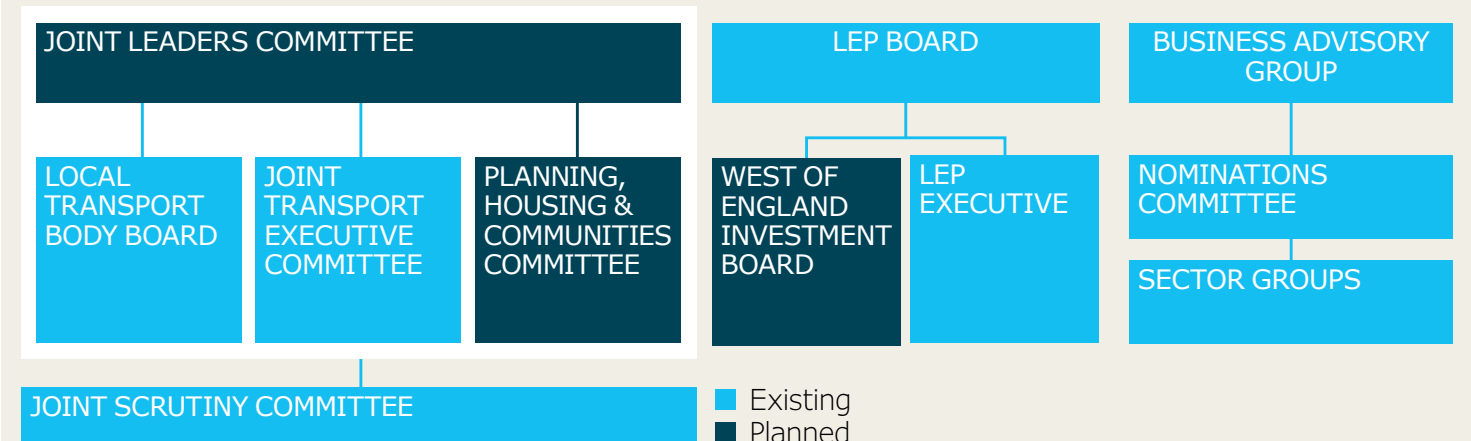 JOINT LEADERS COMMITTEE
LEP BOARD
BUSINESS ADVISORY
GROUP
LOCAL
TRANSPORT
BODY BOARD
JOINT
TRANSPORT
EXECUTIVE
COMMITTEE
PLANNING,
HOUSING &
COMMUNITIES
COMMITTEE
WEST OF
ENGLAND
INVESTMENT
BOARD
LEP
EXECUTIVE
NOMINATIONS
COMMITTEE
SECTOR GROUPS
JOINT SCRUTINY COMMITTEE
Existing
Planned